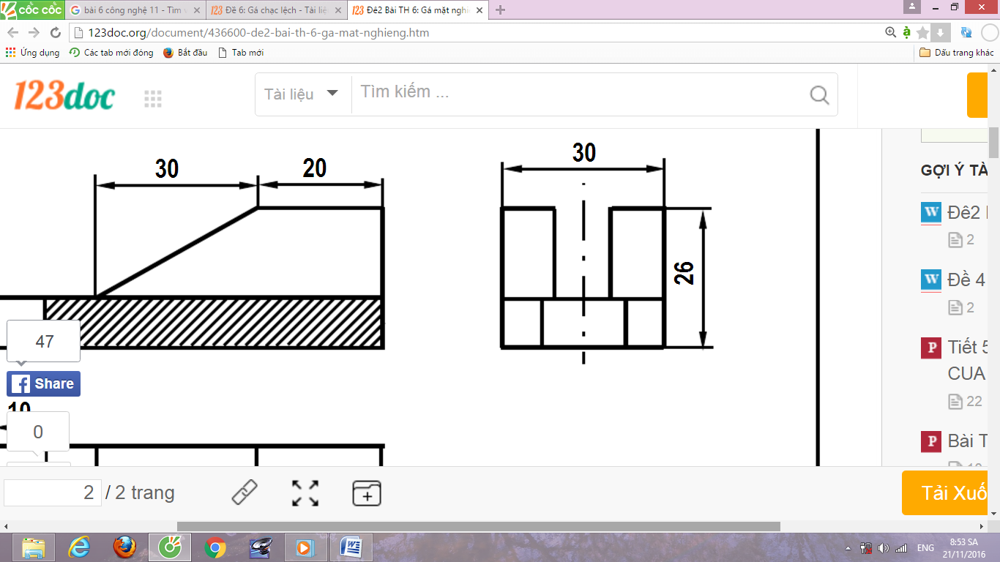 CỐC CỐC
bài 6 công nghệ 11 - Tìm
Đề 6: Gá chạc lệch - Tài liệ
Đê2 Bài TH 6: Gá mặt nghi
123doc.org/document/436600-de2-bai-th-6-ga-mat-nghieng.htm
Ứng dụng
Các tab mới đóng
Bắt đầu
Tab mới
Dấu trang khác
123doc
Tài liệu
Tìm kiếm ...
30
20
30
26
47
Share
10
0
GỢI Ý TÀ
W Đê2
2
W Đề 4
2
P Tiết 5
CUA
22
P Bài T
2 / 2 trang
Tải Xuố
W
ENG
8:53 SA
21/11/2016